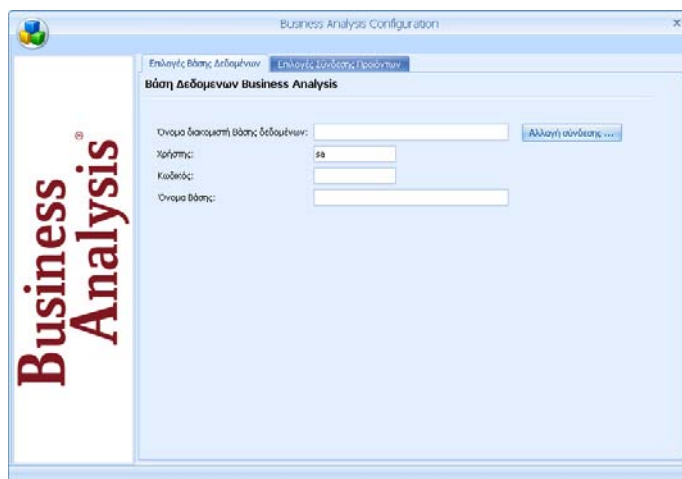 Business Analysis Configuration
Επιλογές Βάσης Δεδομένων
Επιλογές Σύνδεσης Προϊόντων
Βάση Δεδομενων Business Analysis
Όνομα διακομιστή Βάσης δεδομένων:
Αλλαγή σύνδεσης ...
Χρήστης:
sa
Κωδικός:
Όνομα Βάσης:
Business
Analysis®